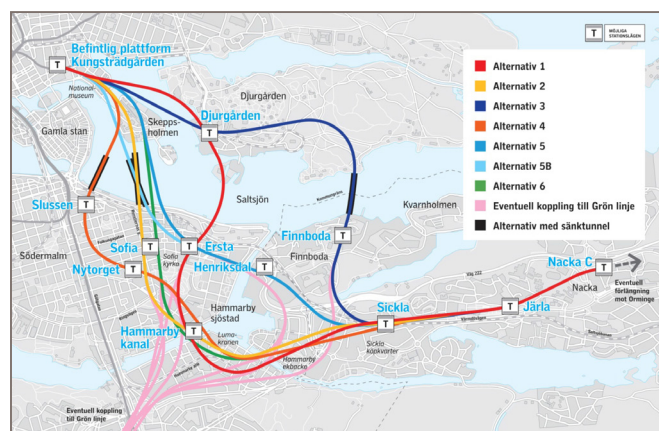 MÖJLIGA
STATIONSLÄGEN
T
Befintlig plattform
Kungsträdgården
T
National-
museum
Gamla stan
Skepps-
holmen
Djurgården
Djurgården
T
Saltsjön
Kvarnholmen
Slussen
T
Södermalm
Sofia
T
Sofia
kyrka
Ersta
T
Henriksdal
T
Finnboda
T
Finnboda
Nytorget
T
Hammarby
kanal
T
Hammarby
sjöstad
Luma-
kranen
Hammarby
ekbacke
Sickla
T
Sickla
köpkvarter
Järla
T
Nacka C
T
Nacka
Eventuell
förlängning
mot Orminge
Eventuell koppling
till Grön linje
Alternativ 1
Alternativ 2
Alternativ 3
Alternativ 4
Alternativ 5
Alternativ 5B
Alternativ 6
Eventuell koppling till Grön linje
Alternativ med sänktunnel